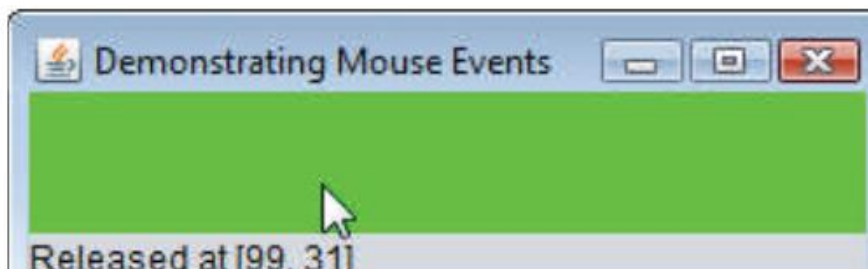 Demonstrating Mouse Events
Released at [99, 31]